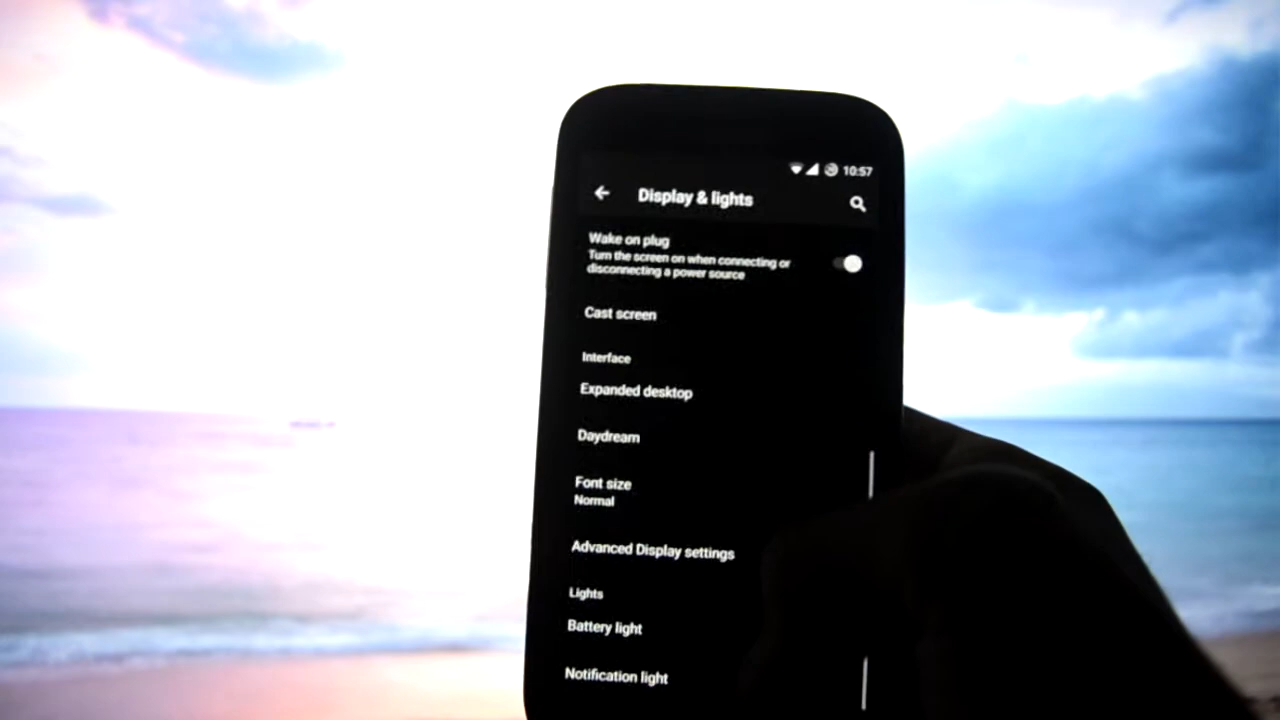 10:57
Display & lights
Wake on plug
Turn the screen on when connecting or
disconnecting a power source
Cast screen
Interface
Expanded desktop
Daydream
Font size
Normal
Advanced Display settings
Lights
Battery light
Notification light